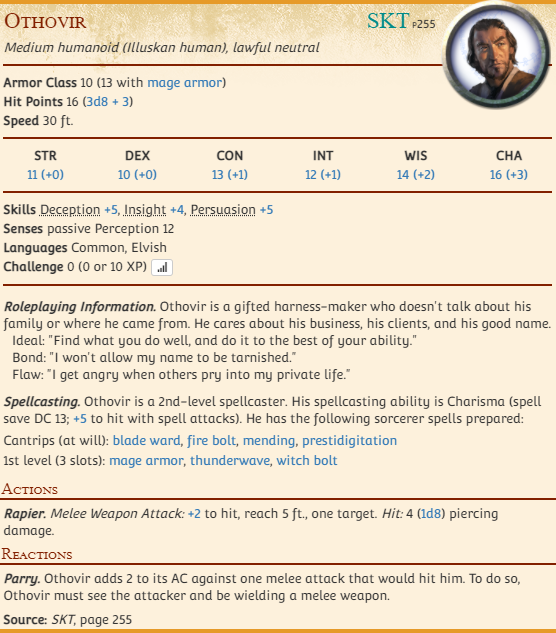 Othovir SKT P255
Medium humanoid (Illuskan human), lawful neutral
Armor Class 10 (13 with mage armor)
Hit Points 16 (3d8 + 3)
Speed 30 ft.
STR DEX CON INT WIS CHA
11 (+0) 10 (+0) 13 (+1) 12 (+1) 14 (+2) 16 (+3)
Skills Deception +5, Insight +4, Persuasion +5
Senses passive Perception 12
Languages Common, Elvish
Challenge 0 (0 or 10 XP)
Roleplaying Information. Othovir is a gifted harness-maker who doesn't talk about his
family or where he came from. He cares about his business, his clients, and his good name.
Ideal: "Find what you do well, and do it to the best of your ability."
Bond: "I won't allow my name to be tarnished."
Flaw: "I get angry when others pry into my private life."
Spellcasting. Othovir is a 2nd-level spellcaster. His spellcasting ability is Charisma (spell
save DC 13; +5 to hit with spell attacks). He has the following sorcerer spells prepared:
Cantrips (at will): blade ward, fire bolt, mending, prestidigitation
1st level (3 slots): mage armor, thunderwave, witch bolt
Actions
Rapier. Melee Weapon Attack: +2 to hit, reach 5 ft., one target. Hit: 4 (1d8) piercing
damage.
Reactions
Parry. Othovir adds 2 to its AC against one melee attack that would hit him. To do so,
Othovir must see the attacker and be wielding a melee weapon.
Source: SKT, page 255